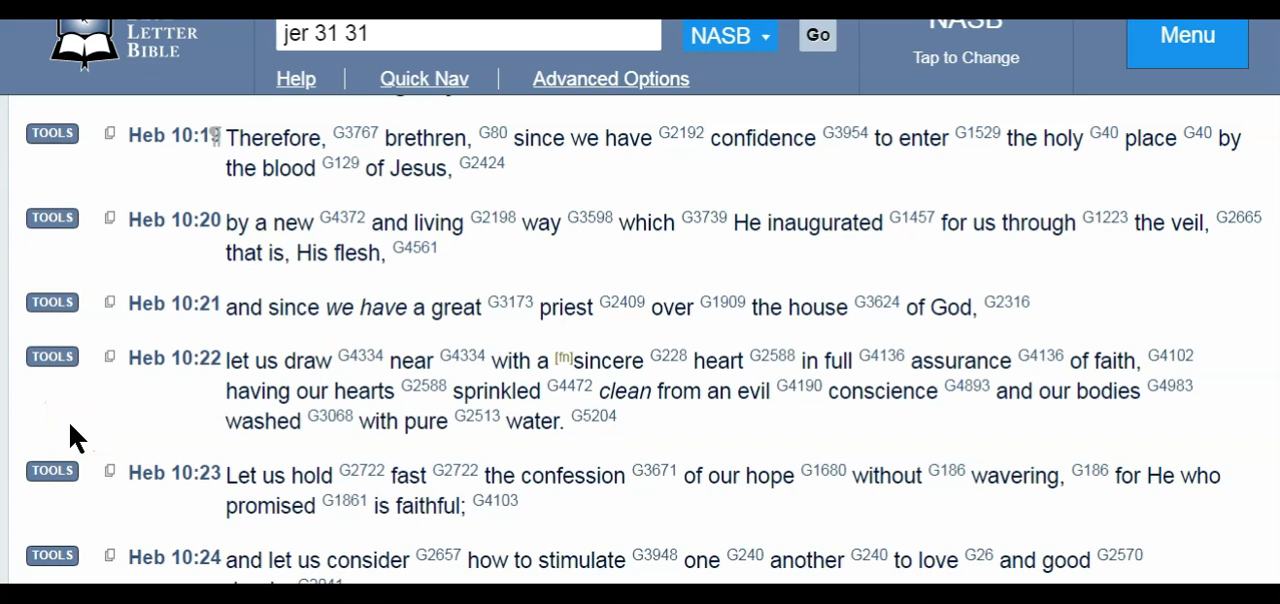 LETTER
BIBLE
jer 31 31
NASB
Go
NASB
Tap to Change
Menu
Help | Quick Nav | Advanced Options
TOOLS Heb 10:19 ¶ Therefore, G3767 brethren, G80 since we have G2192 confidence G3954 to enter G1529 the holy G40 place G40 by
the blood G129 of Jesus, G2424
TOOLS Heb 10:20 by a new G4372 and living G2198 way G3598 which G3739 He inaugurated G1457 for us through G1223 the veil, G2665
that is, His flesh, G4561
TOOLS Heb 10:21 and since we have a great G3173 priest G2409 over G1909 the house G3624 of God, G2316
TOOLS Heb 10:22 let us draw G4334 near G4334 with a [fn]sincere G228 heart G2588 in full G4136 assurance G4136 of faith, G4102
having our hearts G2588 sprinkled G4472 clean from an evil G4190 conscience G4893 and our bodies G4983
washed G3068 with pure G2513 water. G5204
TOOLS Heb 10:23 Let us hold G2722 fast G2722 the confession G3671 of our hope G1680 without G186 wavering, G186 for He who
promised G1861 is faithful; G4103
TOOLS Heb 10:24 and let us consider G2657 how to stimulate G3948 one G240 another G240 to love G26 and good G2570